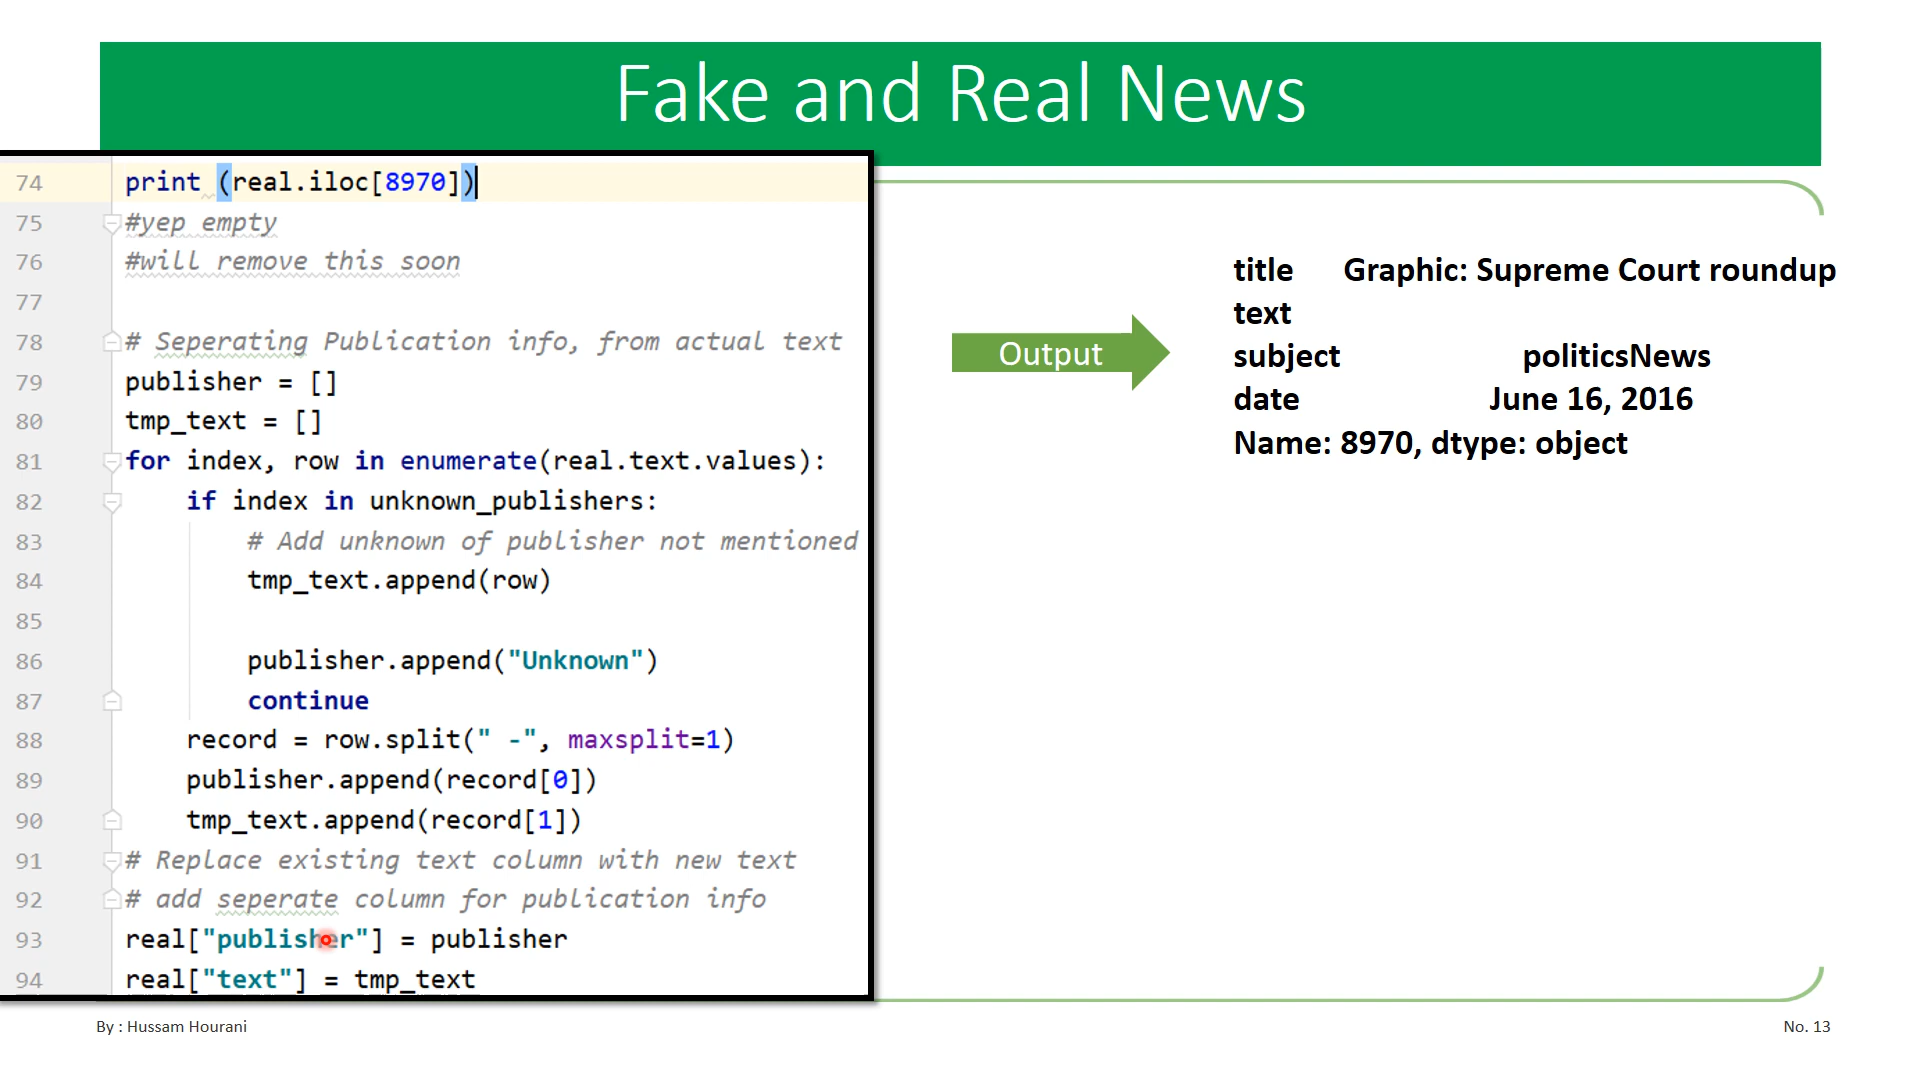 Fake and Real News
74 print (real.iloc[8970])
75 #yep empty
76 #will remove this soon
77
78 # Seperating Publication info, from actual text
79 publisher = []
80 tmp_text = []
81 for index, row in enumerate(real.text.values):
82     if index in unknown_publishers:
83         # Add unknown of publisher not mentioned
84         tmp_text.append(row)
85
86         publisher.append("Unknown")
87         continue
88     record = row.split(" -", maxsplit=1)
89     publisher.append(record[0])
90     tmp_text.append(record[1])
91 # Replace existing text column with new text
92 # add seperate column for publication info
93 real["publisher"] = publisher
94 real["text"] = tmp_text
Output
title Graphic: Supreme Court roundup
text
subject politicsNews
date June 16, 2016
Name: 8970, dtype: object
By : Hussam Hourani
No. 13